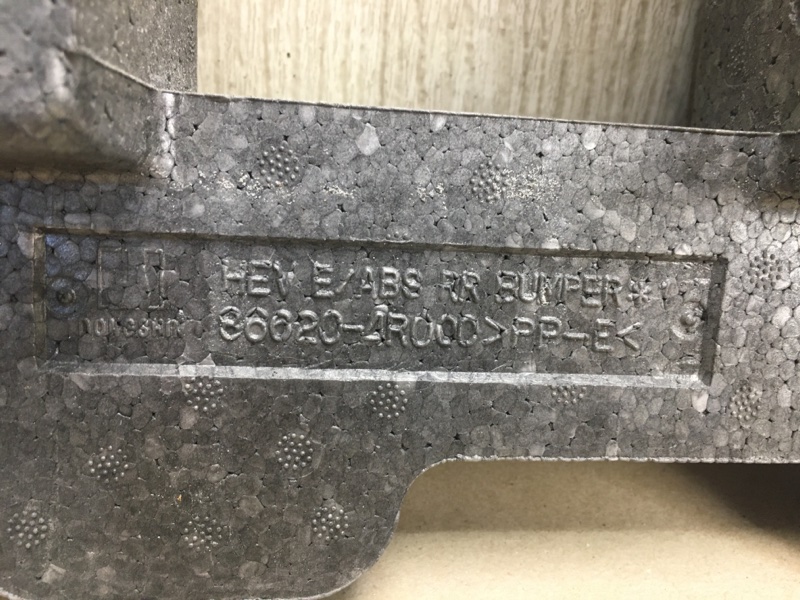 HEV E/ABS RR BUMPER*
86620-4R000>PP-E<